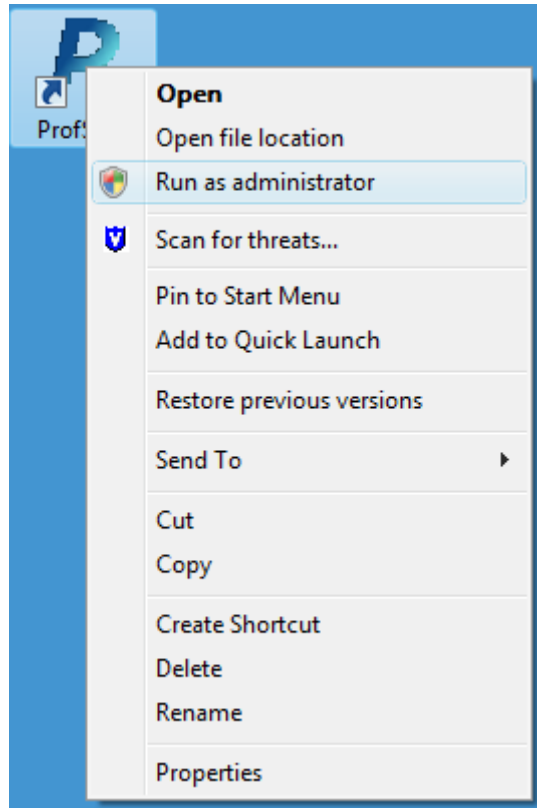 Open
Open file location
Run as administrator
Scan for threats...
Pin to Start Menu
Add to Quick Launch
Restore previous versions
Send To
Cut
Copy
Create Shortcut
Delete
Rename
Properties